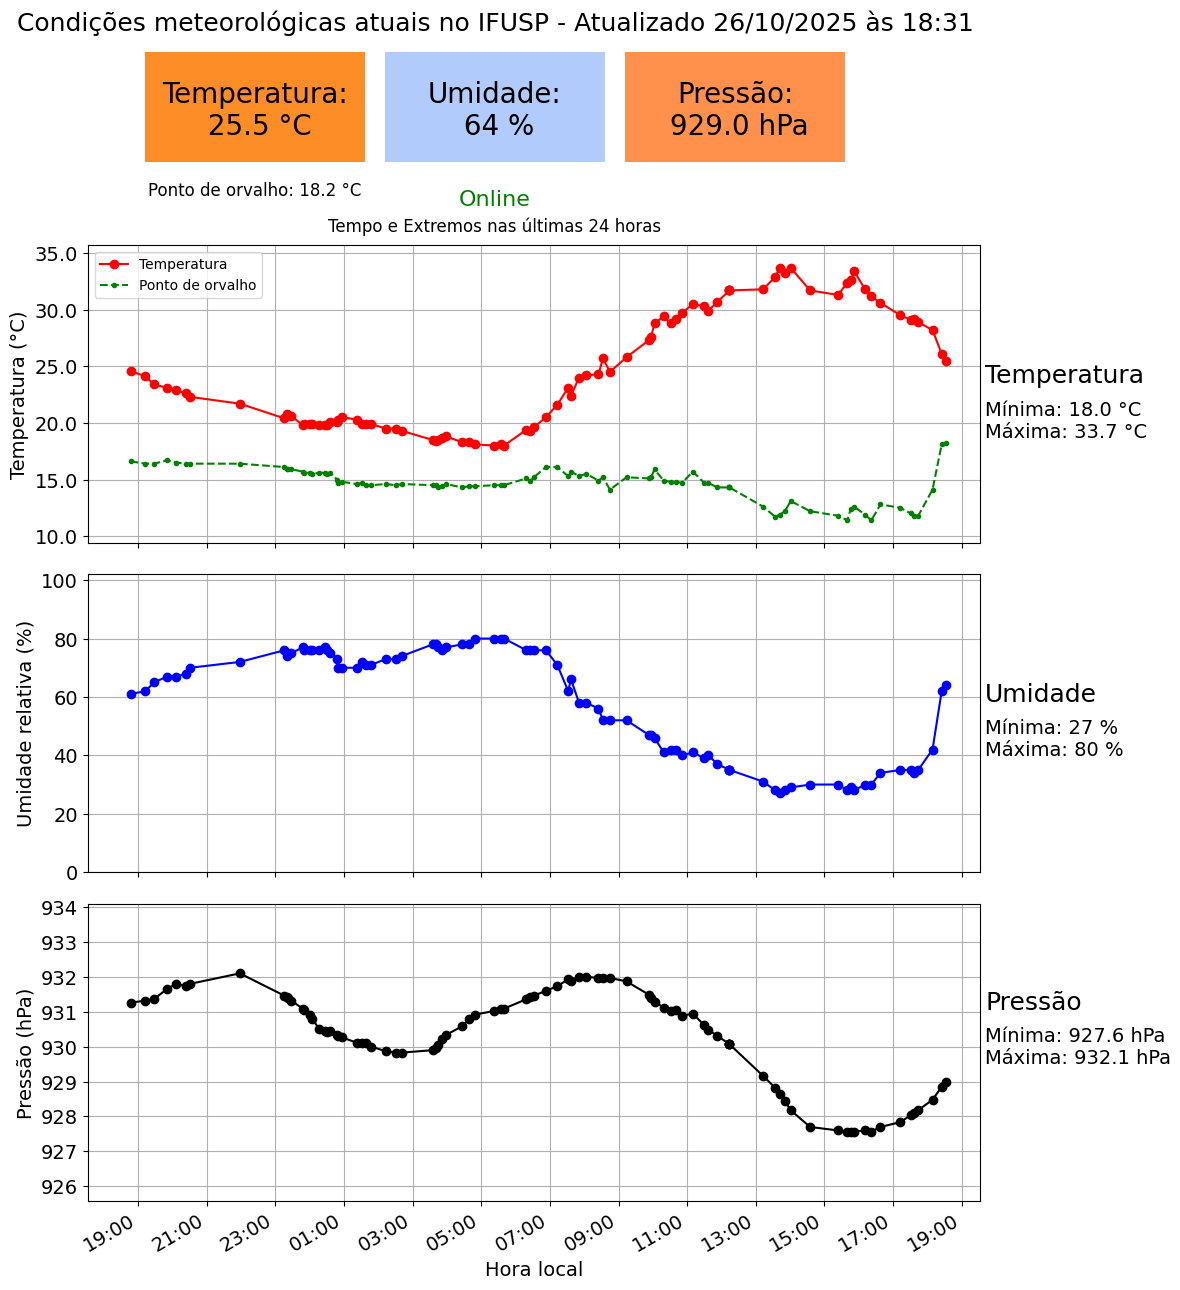 Condições meteorológicas atuais no IFUSP - Atualizado 26/10/2025 às 18:31
Temperatura:
25.5 °C
Umidade:
64 %
Pressão:
929.0 hPa
Ponto de orvalho: 18.2 °C
Online
Tempo e Extremos nas últimas 24 horas
Temperatura (°C)
35.0
30.0
25.0
20.0
15.0
10.0
Temperatura
Ponto de orvalho
Temperatura
Mínima: 18.0 °C
Máxima: 33.7 °C
Umidade relativa (%)
100
80
60
40
20
0
Umidade
Mínima: 27 %
Máxima: 80 %
Pressão (hPa)
934
933
932
931
930
929
928
927
926
Pressão
Mínima: 927.6 hPa
Máxima: 932.1 hPa
19:00
21:00
23:00
01:00
03:00
05:00
07:00
09:00
11:00
13:00
15:00
17:00
19:00
Hora local